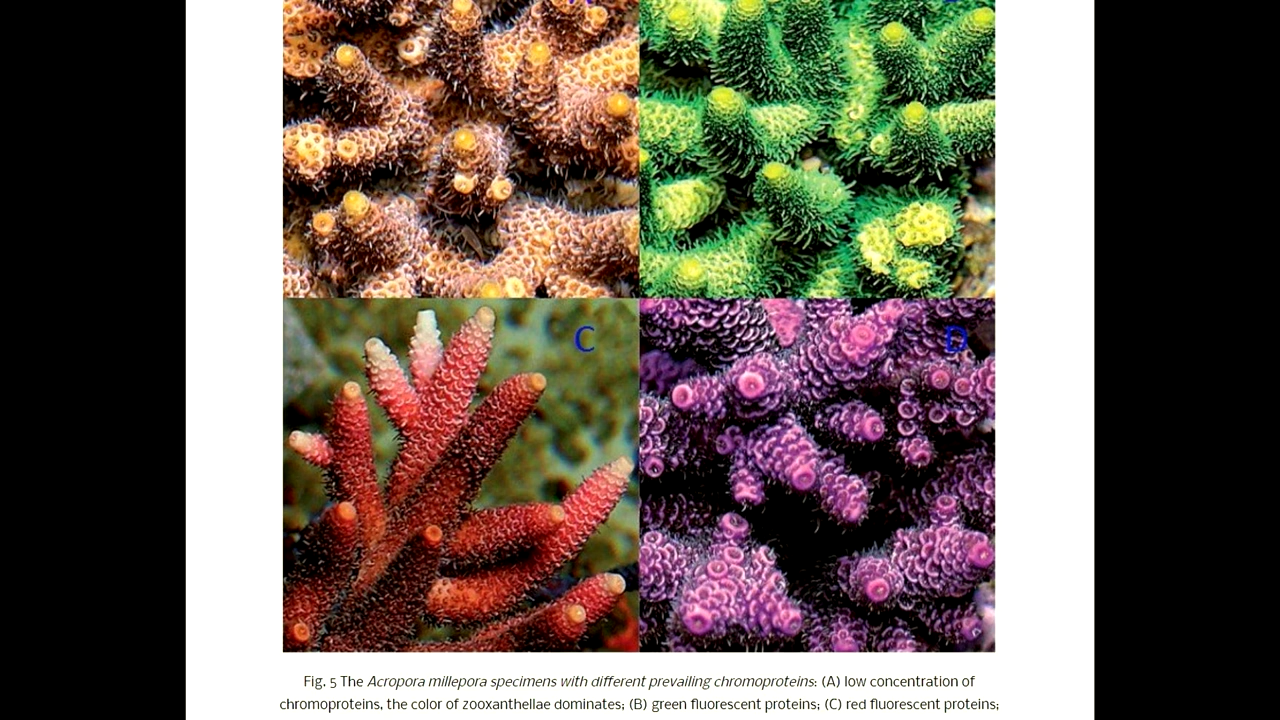 C
D
Fig. 5 The Acropora millepora specimens with different prevailing chromoproteins: (A) low concentration of
chromoproteins, the color of zooxanthellae dominates; (B) green fluorescent proteins; (C) red fluorescent proteins;